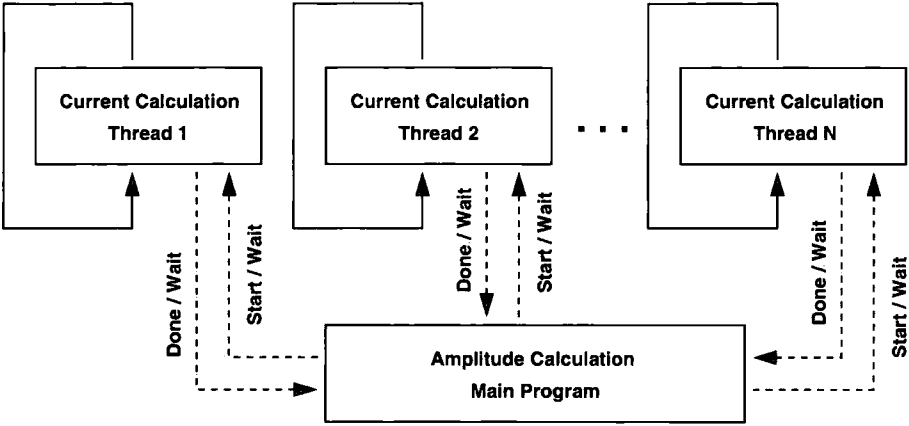 Current Calculation
Thread 1
Current Calculation
Thread 2
. . .
Current Calculation
Thread N
Done / Wait
Start / Wait
Done / Wait
Start / Wait
Done / Wait
Start / Wait
Amplitude Calculation
Main Program